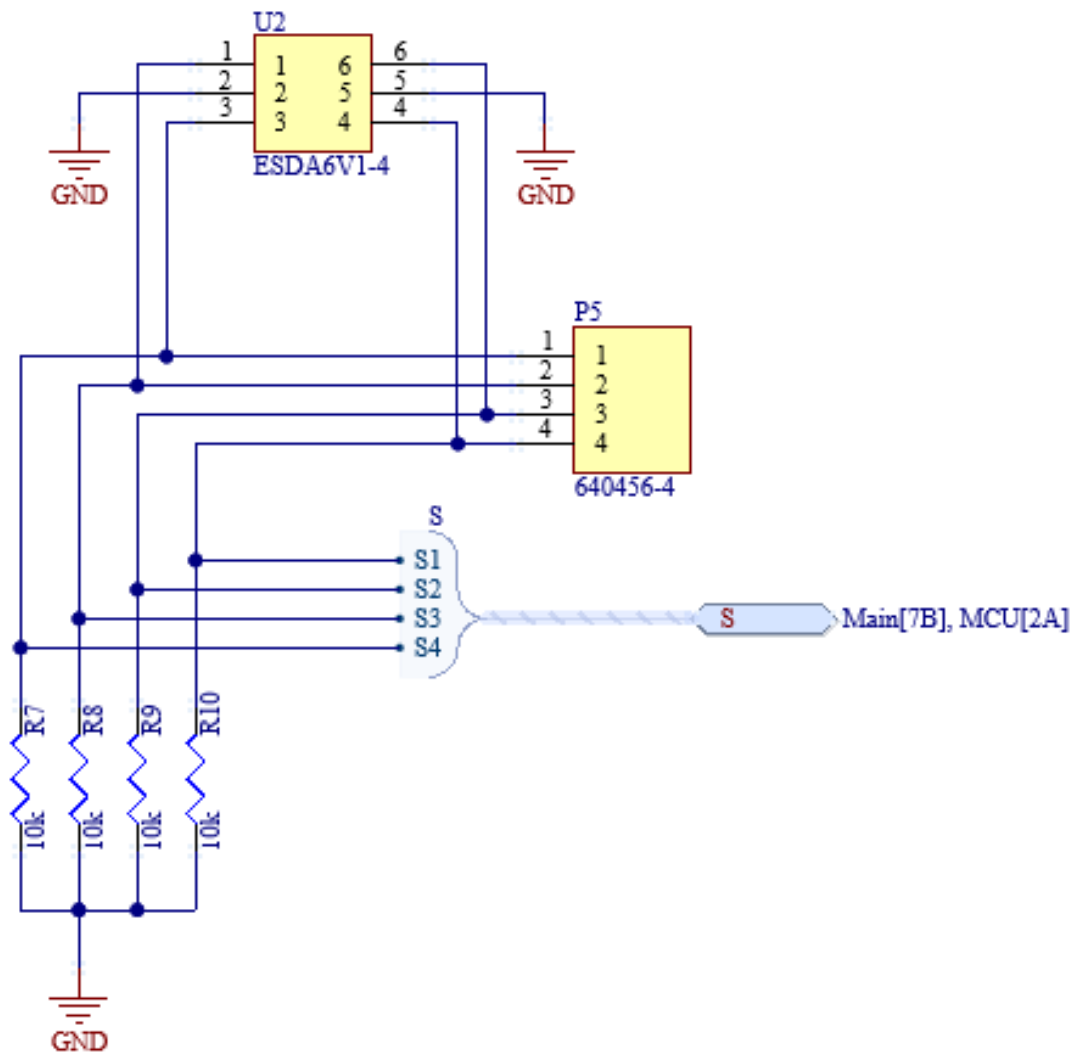 U2
1 1 6 6
2 2 5 5
3 3 4 4
ESDA6V1-4
GND GND
P5
1 1
2 2
3 3
4 4
640456-4
S
S1
S2
S3
S4
S Main[7B], MCU[2A]
R7 R8 R9 R10
10k 10k 10k 10k
GND